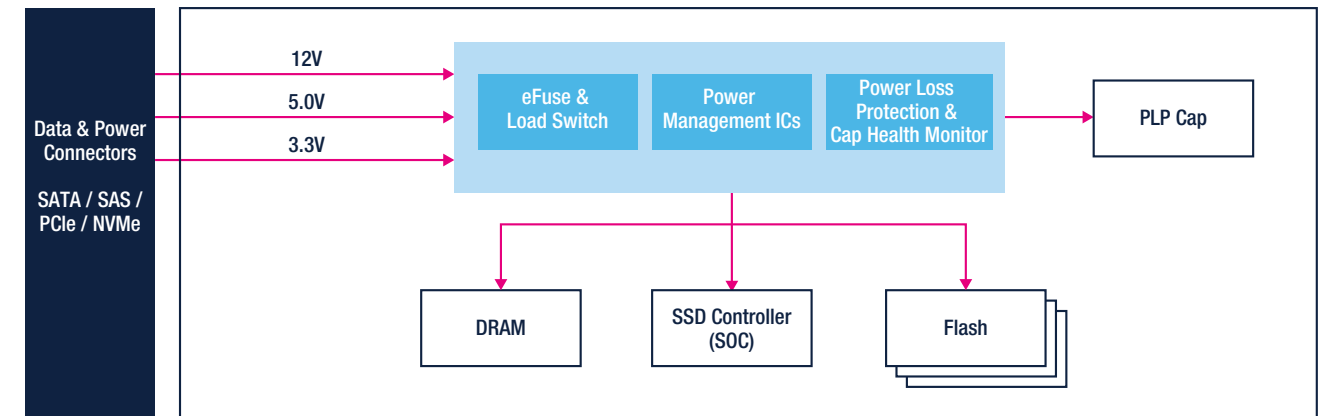 Data & Power
Connectors
SATA / SAS /
PCIe / NVMe
12V
5.0V
3.3V
eFuse &
Load Switch
Power
Management ICs
Power Loss
Protection &
Cap Health Monitor
PLP Cap
DRAM
SSD Controller
(SOC)
Flash